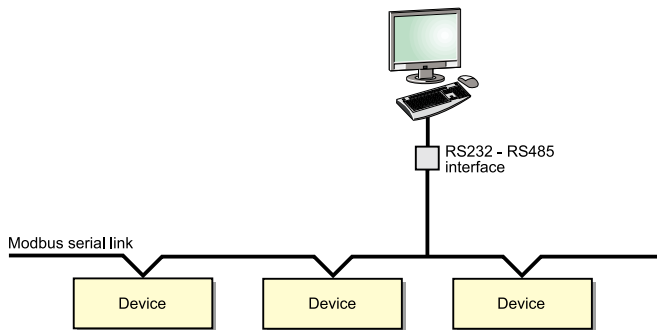 RS232 - RS485
interface
Modbus serial link
Device
Device
Device